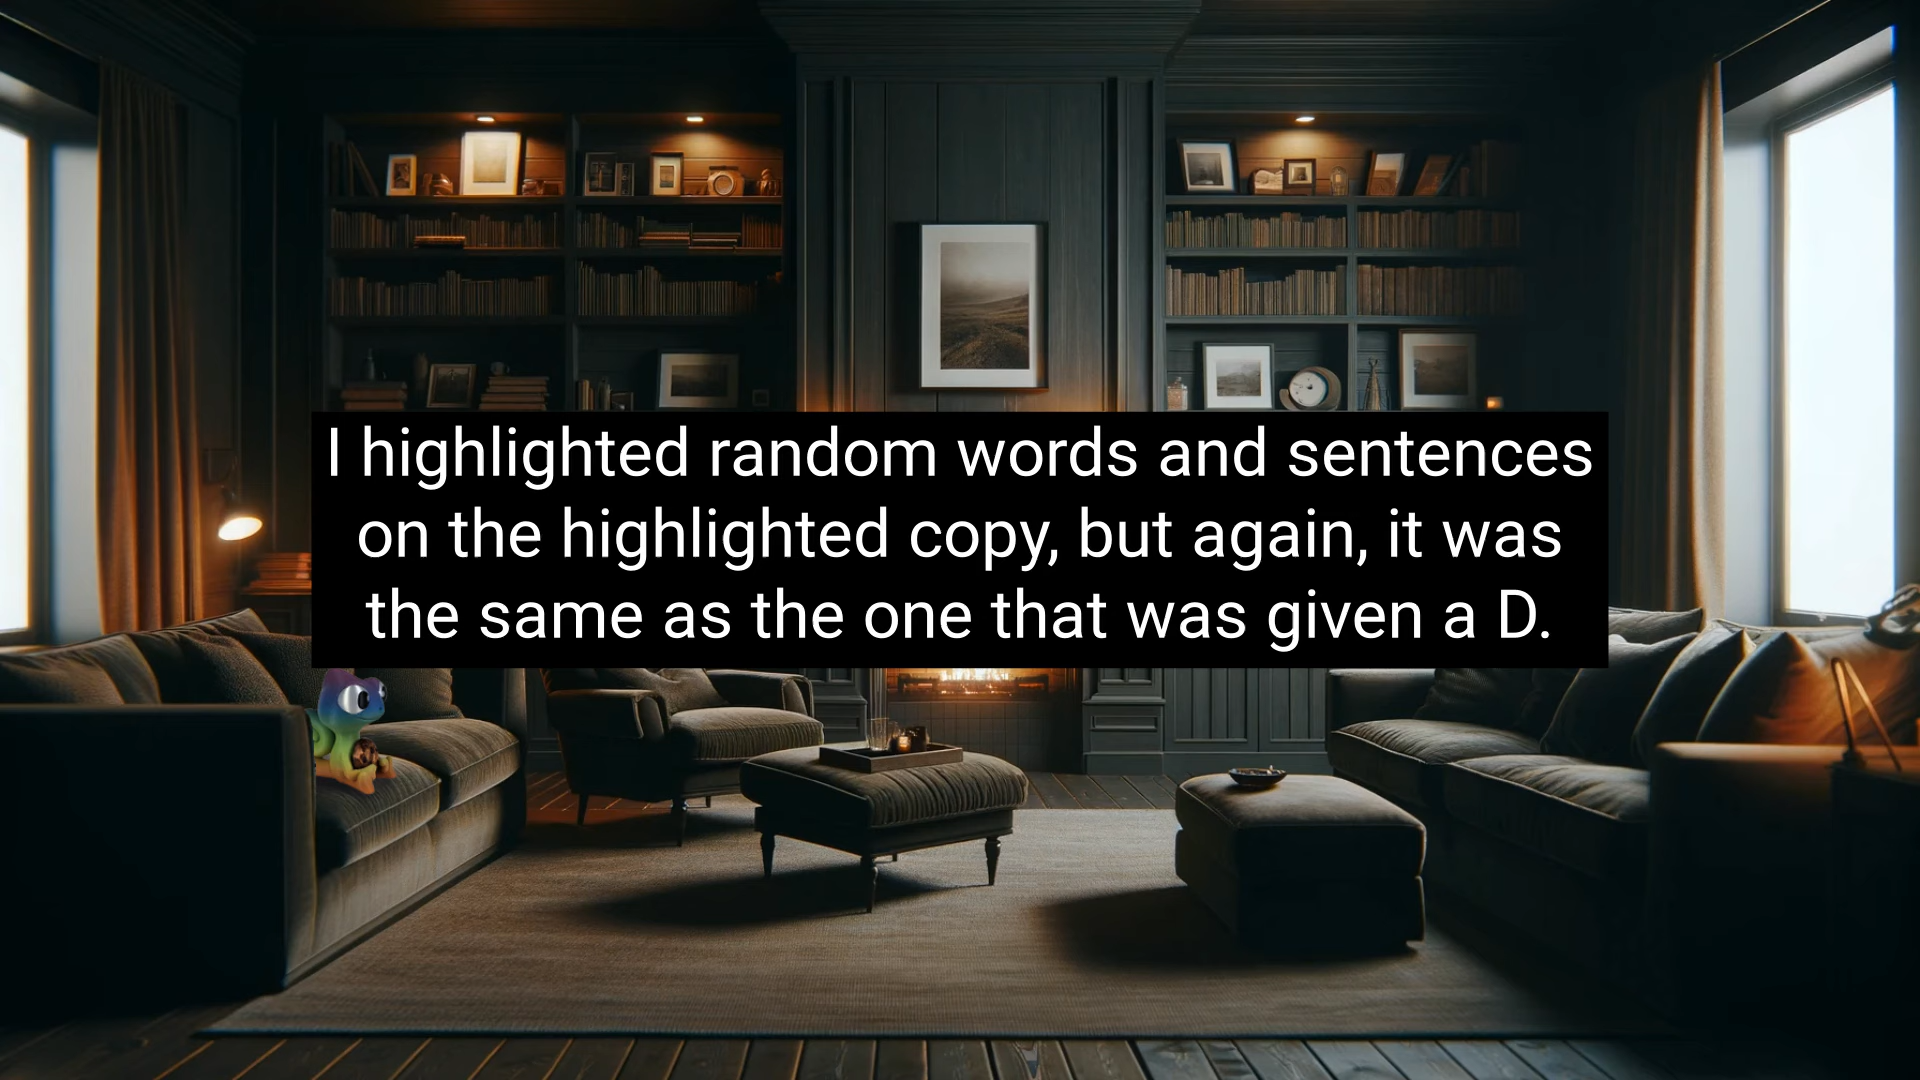 I highlighted random words and sentences
on the highlighted copy, but again, it was
the same as the one that was given a D.